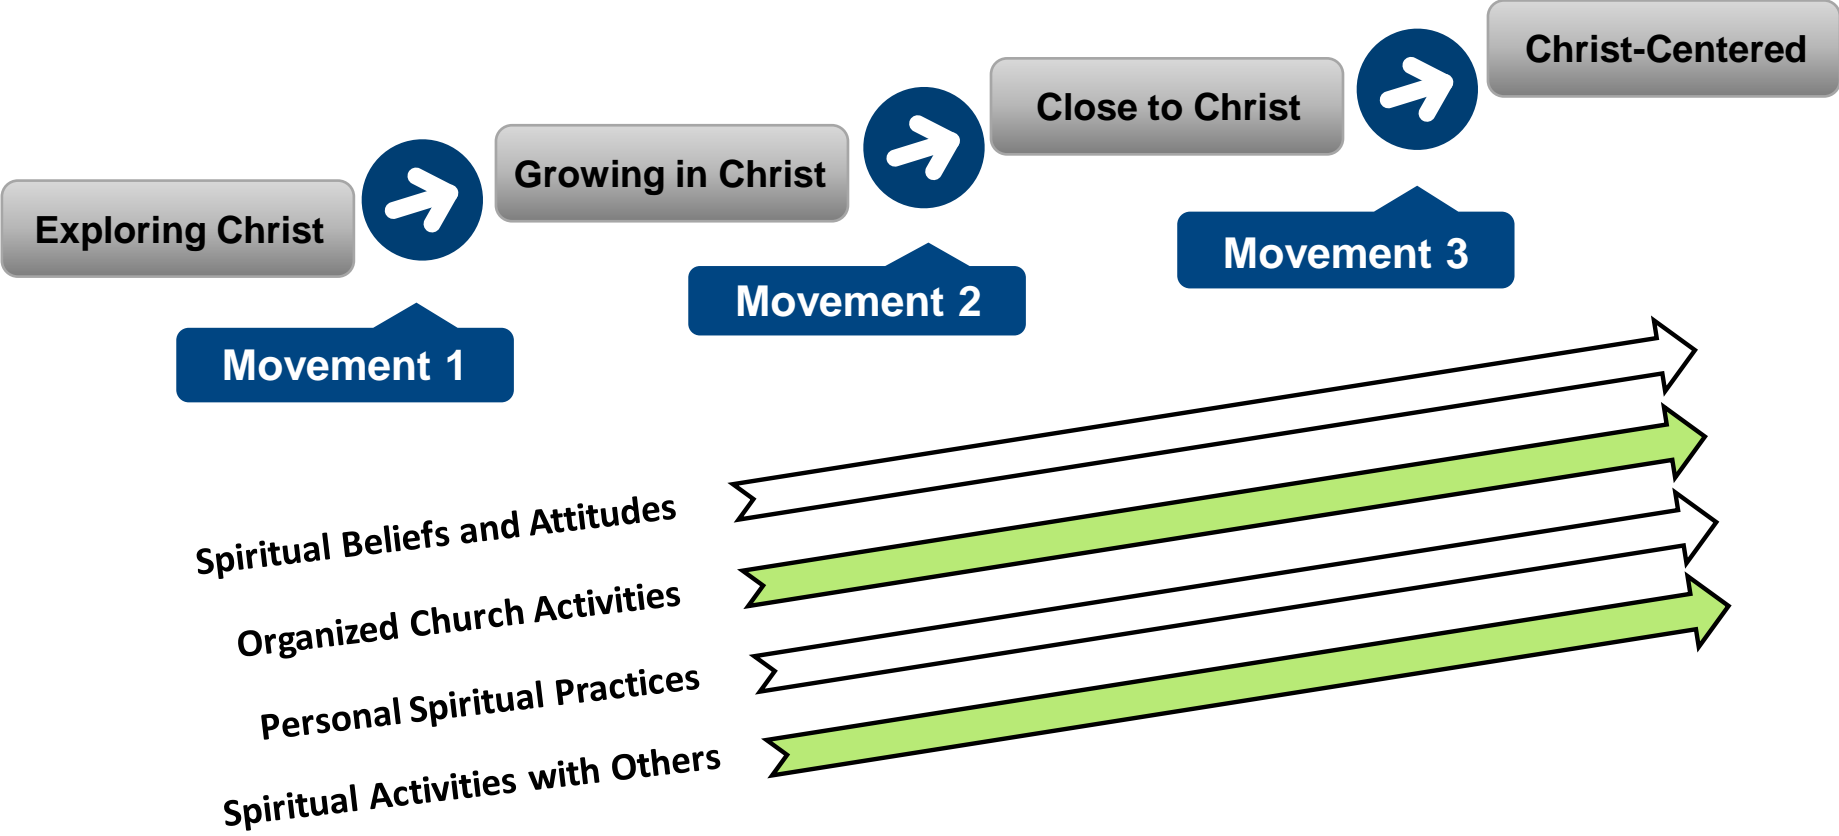 Exploring Christ
Growing in Christ
Close to Christ
Christ-Centered
Movement 1
Movement 2
Movement 3
Spiritual Beliefs and Attitudes
Organized Church Activities
Personal Spiritual Practices
Spiritual Activities with Others